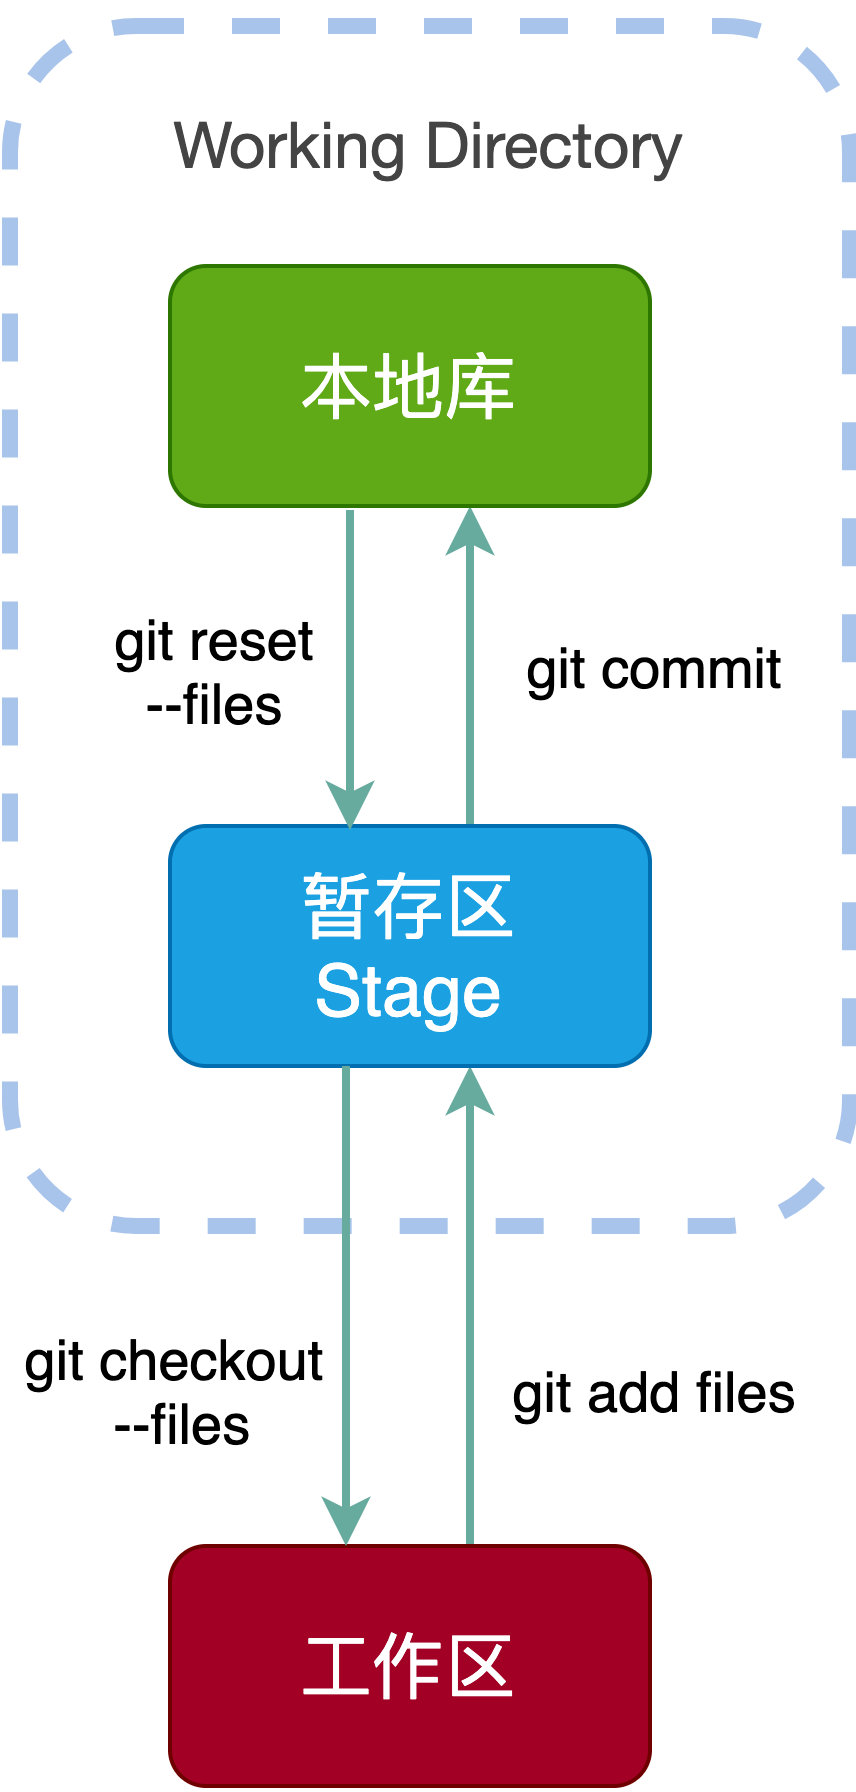 Working Directory
本地库
git reset
--files
git commit
暂存区
Stage
git checkout
--files
git add files
工作区